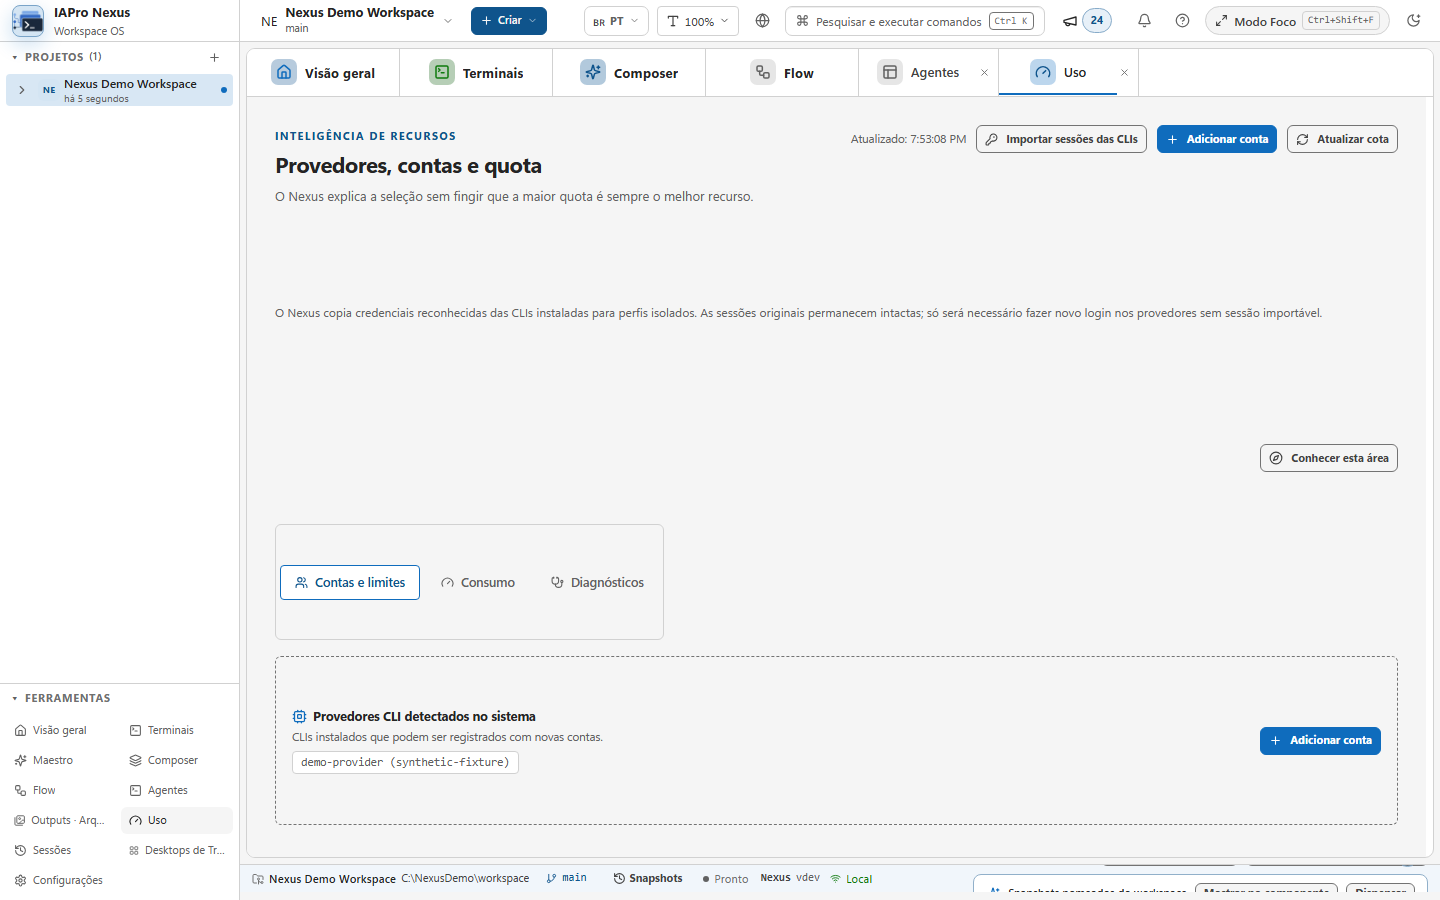 IAPro Nexus
Workspace OS
NE
Nexus Demo Workspace
main
Criar
BR PT
100%
Pesquisar e executar comandos
Ctrl K
24
Modo Foco
Ctrl+Shift+F
PROJETOS (1)
NE
Nexus Demo Workspace
há 5 segundos
Visão geral
Terminais
Composer
Flow
Agentes
Uso
INTELIGÊNCIA DE RECURSOS
Provedores, contas e quota
O Nexus explica a seleção sem fingir que a maior quota é sempre o melhor recurso.
Atualizado: 7:53:08 PM
Importar sessões das CLIs
Adicionar conta
Atualizar cota
O Nexus copia credenciais reconhecidas das CLIs instaladas para perfis isolados. As sessões originais permanecem intactas; só será necessário fazer novo login nos provedores sem sessão importável.
Conhecer esta área
Contas e limites
Consumo
Diagnósticos
Provedores CLI detectados no sistema
CLIs instalados que podem ser registrados com novas contas.
demo-provider (synthetic-fixture)
Adicionar conta
FERRAMENTAS
Visão geral
Terminais
Maestro
Composer
Flow
Agentes
Outputs · Arq...
Uso
Sessões
Desktops de Tr...
Configurações
Nexus Demo Workspace
C:\NexusDemo\workspace
main
Snapshots
Pronto
Nexus vdev
Local